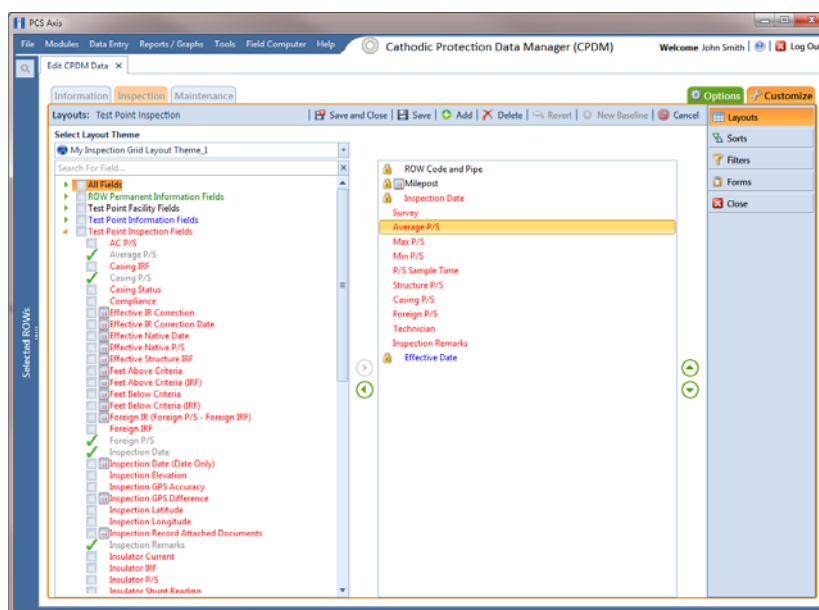 PCS Axis
File Modules Data Entry Reports / Graphs Tools Field Computer Help
Cathodic Protection Data Manager (CPDM)
Welcome John Smith | | Log Ou
Edit CPDM Data ×
Information Inspection Maintenance
Options Customize
Layouts: Test Point Inspection | Save and Close | Save | Add | Delete | Revert | New Baseline | Cancel
Select Layout Theme
My Inspection Grid Layout Theme_1
Search For Field...
All Fields
ROW Permanent Information Fields
Test Point Facility Fields
Test Point Information Fields
Test Point Inspection Fields
AC P/S
Average P/S
Casing IRF
Casing P/S
Casing Status
Compliance
Effective IR Correction
Effective IR Correction Date
Effective Native Date
Effective Native P/S
Effective Structure IRF
Feet Above Criteria
Feet Above Criteria (IRF)
Feet Below Criteria
Feet Below Criteria (IRF)
Foreign IR (Foreign P/S - Foreign IRF)
Foreign IRF
Foreign P/S
Inspection Date
Inspection Date (Date Only)
Inspection Elevation
Inspection GPS Accuracy
Inspection GPS Difference
Inspection Latitude
Inspection Longitude
Inspection Record Attached Documents
Inspection Remarks
Insulator Current
Insulator IRF
Insulator P/S
Insulator Shunt Reading
ROW Code and Pipe
Milepost
Inspection Date
Survey
Average P/S
Max P/S
Min P/S
P/S Sample Time
Structure P/S
Casing P/S
Foreign P/S
Technician
Inspection Remarks
Effective Date
Layouts
Sorts
Filters
Forms
Close
Selected ROWs